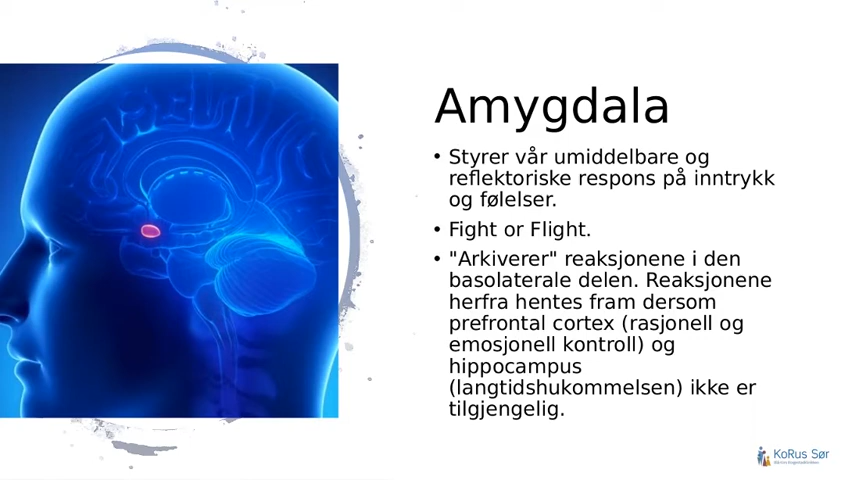 Amygdala
• Styrer vår umiddelbare og
reflektoriske respons på inntrykk
og følelser.
• Fight or Flight.
• "Arkiverer" reaksjonene i den
basolaterale delen. Reaksjonene
herfra hentes fram dersom
prefrontal cortex (rasjonell og
emosjonell kontroll) og
hippocampus
(langtidshukommelsen) ikke er
tilgjengelig.
KoRus Sør